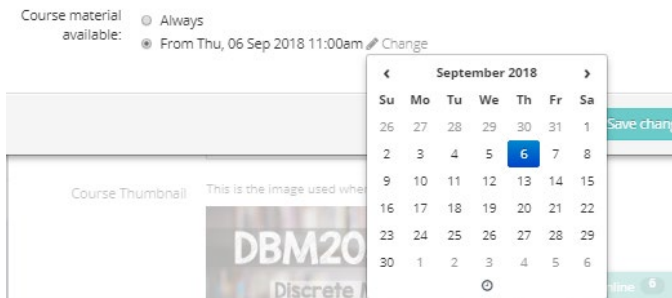 Course material
available:
Always
From Thu, 06 Sep 2018 11:00am Change
‹ September 2018 ›
Su Mo Tu We Th Fr Sa
26 27 28 29 30 31 1
2 3 4 5 6 7 8
9 10 11 12 13 14 15
16 17 18 19 20 21 22
23 24 25 26 27 28 29
30 1 2 3 4 5 6
Save
Course Thumbnail
This is the image used
DBM20
Discrete
6